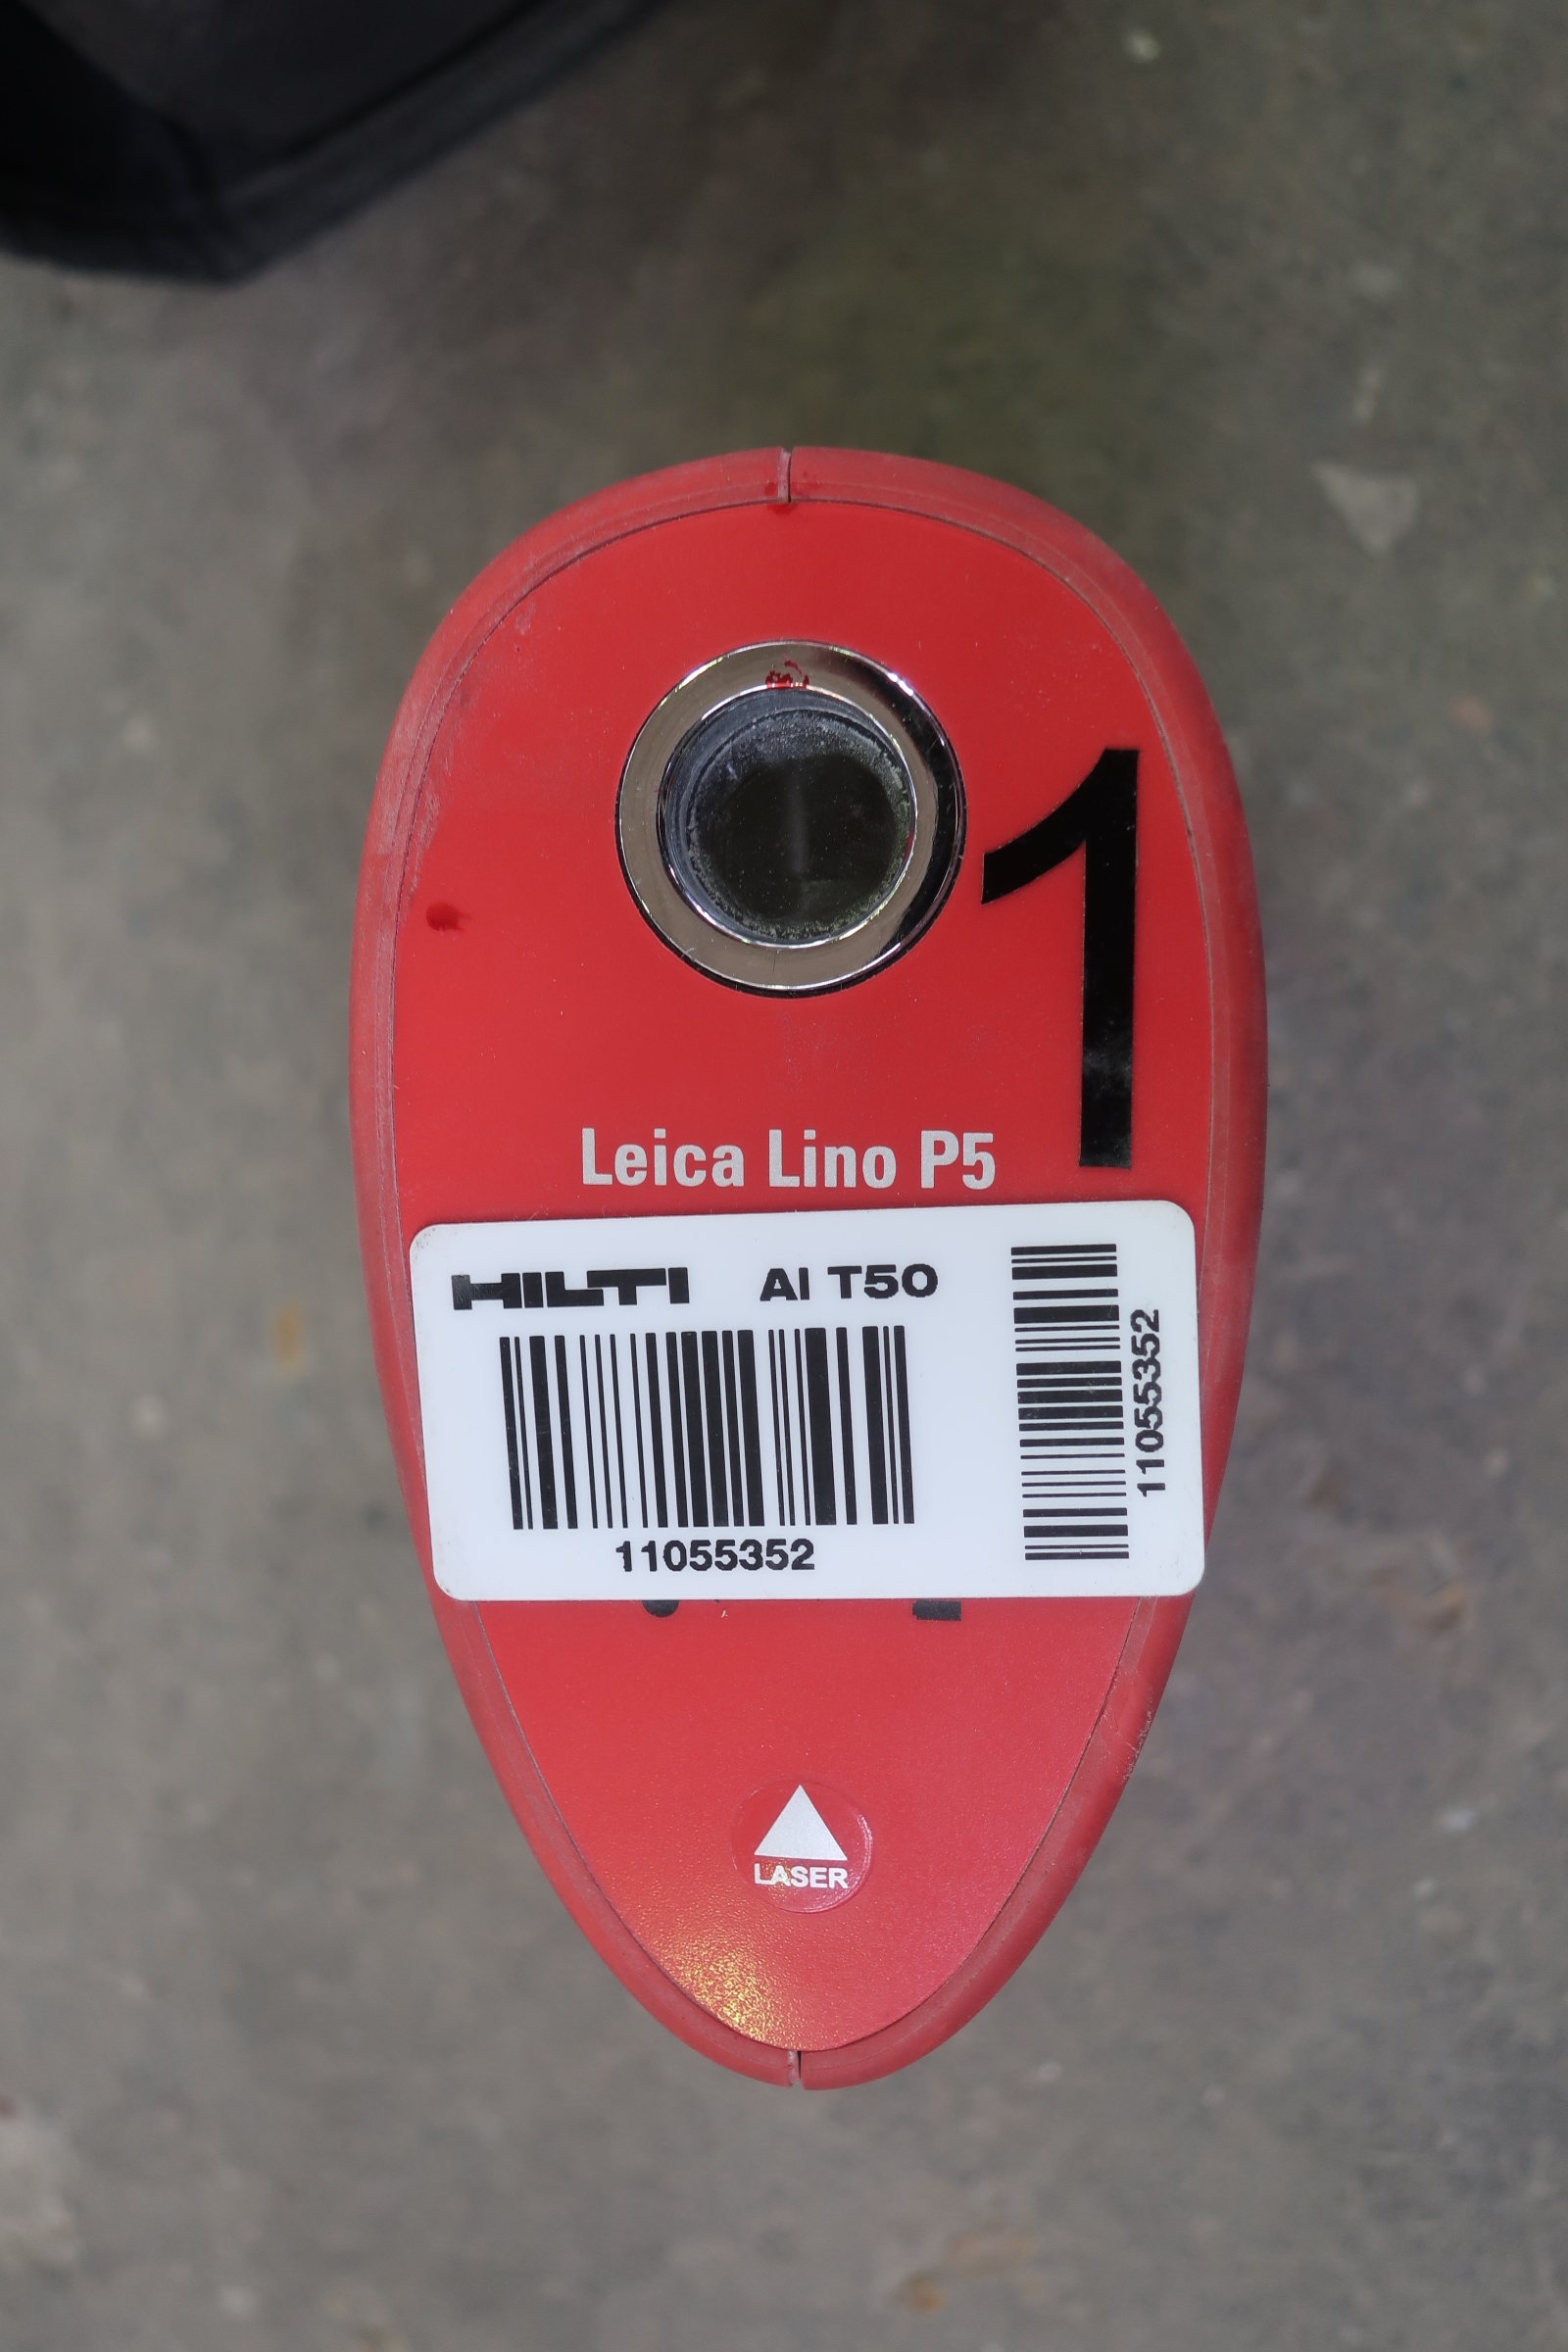 1
Leica Lino P5
HILTI AI T50
11055352
11055352
LASER